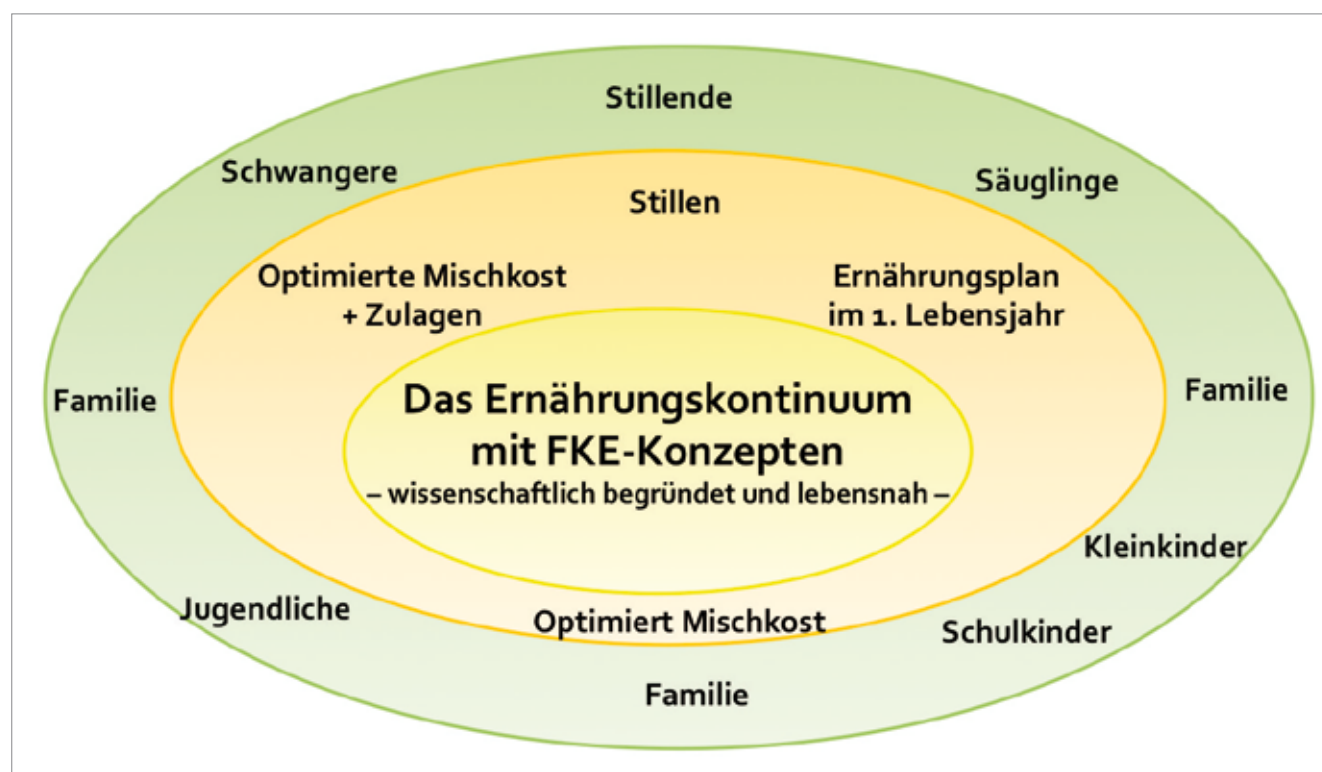 Stillende
Schwangere
Säuglinge
Stillen
Optimierte Mischkost
+ Zulagen
Ernährungsplan
im 1. Lebensjahr
Das Ernährungskontinuum
mit FKE-Konzepten
– wissenschaftlich begründet und lebensnah –
Familie
Familie
Kleinkinder
Jugendliche
Optimiert Mischkost
Schulkinder
Familie